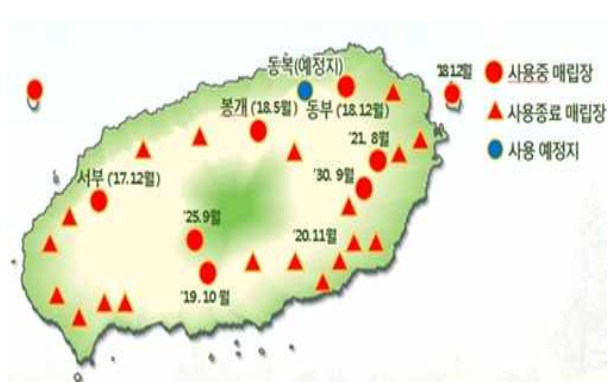 동복(예정지)
'18.12월
사용중 매립장
사용종료 매립장
사용 예정지
봉개 ('18.5월)
동부 ('18.12월)
'21. 8월
서부 ('17.12월)
'30. 9월
'25.9월
'20.11월
'19. 10월